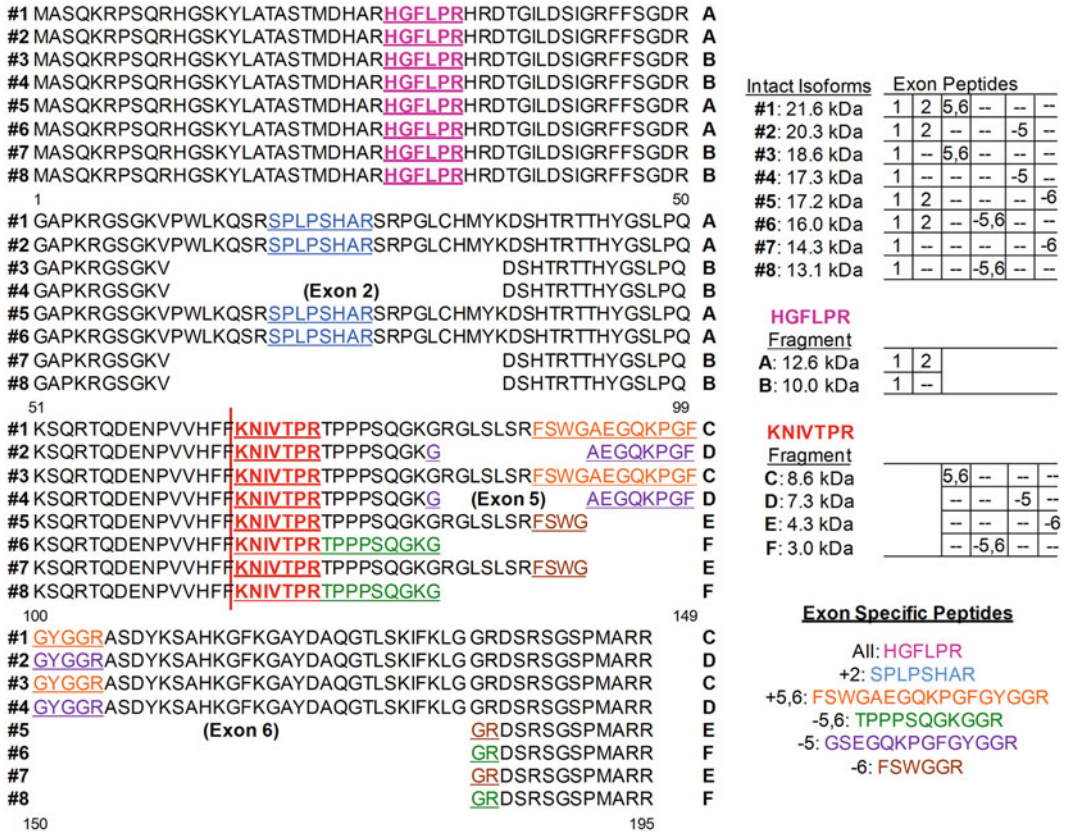 #1 MASQKRPSQRHGSKYLATASTMDHARHGFLPRHRDTGILDSIGRFFSGDR A
#2 MASQKRPSQRHGSKYLATASTMDHARHGFLPRHRDTGILDSIGRFFSGDR A
#3 MASQKRPSQRHGSKYLATASTMDHARHGFLPRHRDTGILDSIGRFFSGDR B
#4 MASQKRPSQRHGSKYLATASTMDHARHGFLPRHRDTGILDSIGRFFSGDR B
#5 MASQKRPSQRHGSKYLATASTMDHARHGFLPRHRDTGILDSIGRFFSGDR A
#6 MASQKRPSQRHGSKYLATASTMDHARHGFLPRHRDTGILDSIGRFFSGDR A
#7 MASQKRPSQRHGSKYLATASTMDHARHGFLPRHRDTGILDSIGRFFSGDR B
#8 MASQKRPSQRHGSKYLATASTMDHARHGFLPRHRDTGILDSIGRFFSGDR B
1 50
#1 GAPKRGSGKVPWLKQSRSPLPSHARSRPGLCHMYKDSHTRTTHYGSLPQ A
#2 GAPKRGSGKVPWLKQSRSPLPSHARSRPGLCHMYKDSHTRTTHYGSLPQ A
#3 GAPKRGSGKV DSHTRTTHYGSLPQ B
#4 GAPKRGSGKV (Exon 2) DSHTRTTHYGSLPQ B
#5 GAPKRGSGKVPWLKQSRSPLPSHARSRPGLCHMYKDSHTRTTHYGSLPQ A
#6 GAPKRGSGKVPWLKQSRSPLPSHARSRPGLCHMYKDSHTRTTHYGSLPQ A
#7 GAPKRGSGKV DSHTRTTHYGSLPQ B
#8 GAPKRGSGKV DSHTRTTHYGSLPQ B
51 99
#1 KSQRTQDENPVVHFFKNIVTPRTPPPSQGKGRGLSLSRFSWGAEGQKPGF C
#2 KSQRTQDENPVVHFFKNIVTPRTPPPSQGKG AEGQKPGF D
#3 KSQRTQDENPVVHFFKNIVTPRTPPPSQGKGRGLSLSRFSWGAEGQKPGF C
#4 KSQRTQDENPVVHFFKNIVTPRTPPPSQGKG (Exon 5) AEGQKPGF D
#5 KSQRTQDENPVVHFFKNIVTPRTPPPSQGKGRGLSLSRFSWG E
#6 KSQRTQDENPVVHFFKNIVTPRTPPPSQGKG F
#7 KSQRTQDENPVVHFFKNIVTPRTPPPSQGKGRGLSLSRFSWG E
#8 KSQRTQDENPVVHFFKNIVTPRTPPPSQGKG F
100 149
#1 GYGGRASDYKSAHKGFKGAYDAQGTLSKIFKLG GRDSRSGSPMARR C
#2 GYGGRASDYKSAHKGFKGAYDAQGTLSKIFKLG GRDSRSGSPMARR D
#3 GYGGRASDYKSAHKGFKGAYDAQGTLSKIFKLG GRDSRSGSPMARR C
#4 GYGGRASDYKSAHKGFKGAYDAQGTLSKIFKLG GRDSRSGSPMARR D
#5 (Exon 6) GRDSRSGSPMARR E
#6 GRDSRSGSPMARR F
#7 GRDSRSGSPMARR E
#8 GRDSRSGSPMARR F
150 195
Intact Isoforms Exon Peptides
#1: 21.6 kDa 1 2 5,6 -- -- --
#2: 20.3 kDa 1 2 -- -- -5 --
#3: 18.6 kDa 1 -- 5,6 -- -- --
#4: 17.3 kDa 1 -- -- -- -5 --
#5: 17.2 kDa 1 2 -- -- -- -6
#6: 16.0 kDa 1 2 -- -5,6 -- --
#7: 14.3 kDa 1 -- -- -- -- -6
#8: 13.1 kDa 1 -- -- -5,6 -- --
HGFLPR
Fragment
A: 12.6 kDa 1 2
B: 10.0 kDa 1 --
KNIVTPR
Fragment
C: 8.6 kDa 5,6 -- -- --
D: 7.3 kDa -- -- -5 --
E: 4.3 kDa -- -- -- -6
F: 3.0 kDa -- -5,6 -- --
Exon Specific Peptides
All: HGFLPR
+2: SPLPSHAR
+5,6: FSWGAEGQKPGFGYGGR
-5,6: TPPPSQGKGGR
-5: GSEGQKPGFGYGGR
-6: FSWGGR